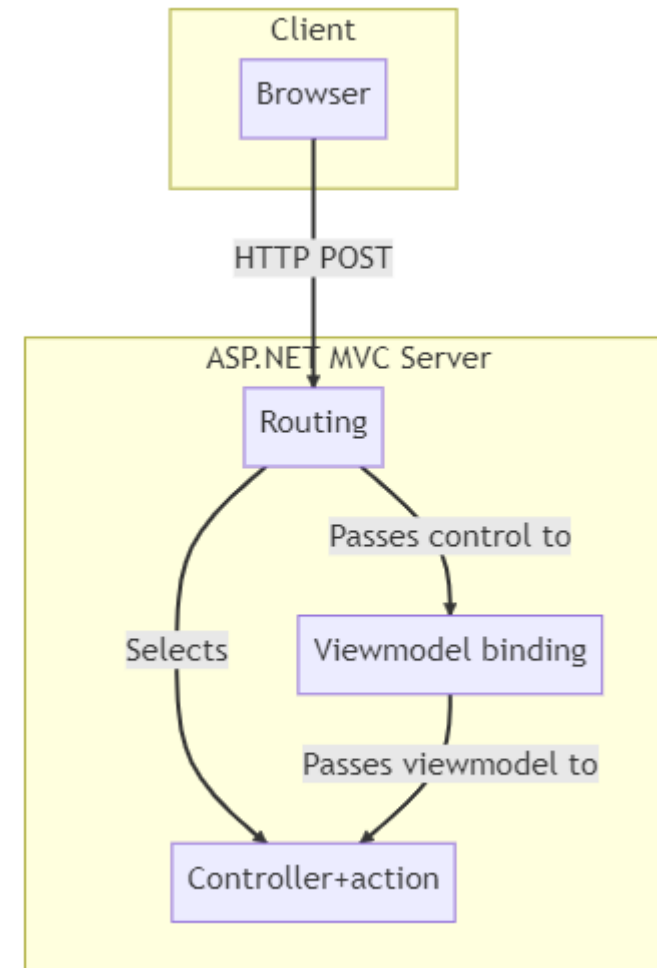 Client
Browser
HTTP POST
ASP.NET MVC Server
Routing
Passes control to
Selects
Viewmodel binding
Passes viewmodel to
Controller+action